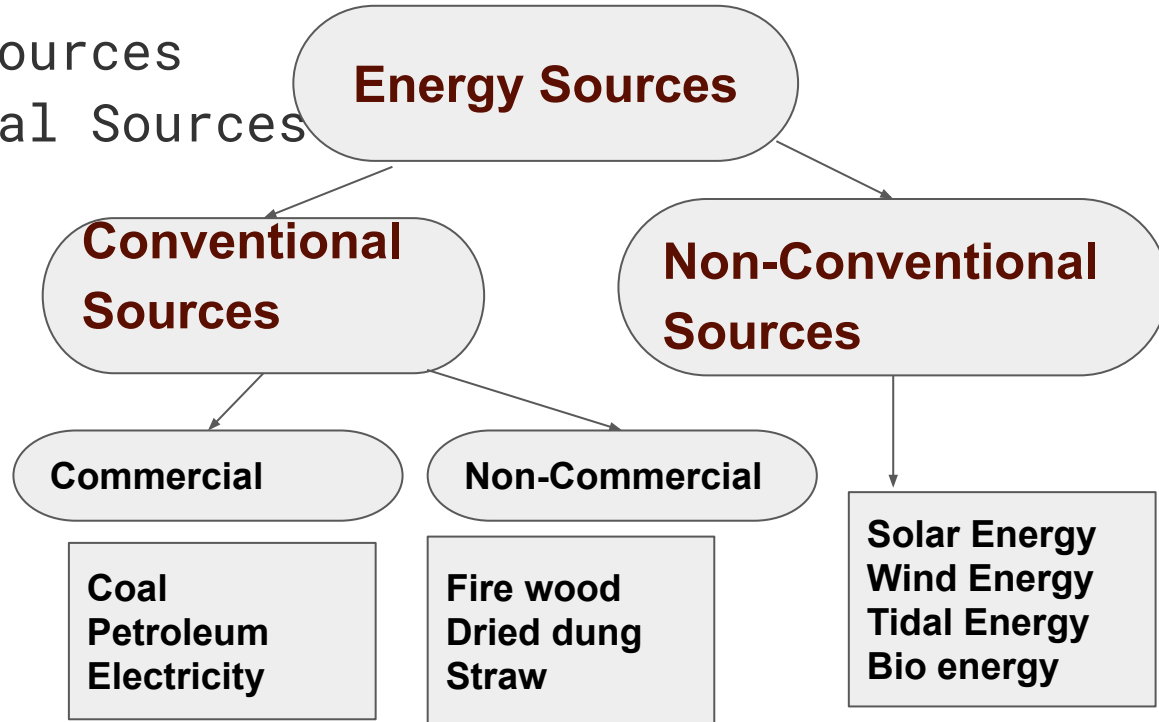 ources
al Sources
Energy Sources
Conventional
Sources
Non-Conventional
Sources
Commercial
Non-Commercial
Coal
Petroleum
Electricity
Fire wood
Dried dung
Straw
Solar Energy
Wind Energy
Tidal Energy
Bio energy